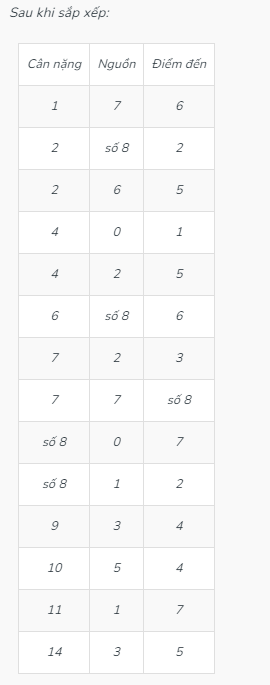 Sau khi sắp xếp:
Cân nặng Nguồn Điểm đến
1 7 6
2 số 8 2
2 6 5
4 0 1
4 2 5
6 số 8 6
7 2 3
7 7 số 8
số 8 0 7
số 8 1 2
9 3 4
10 5 4
11 1 7
14 3 5